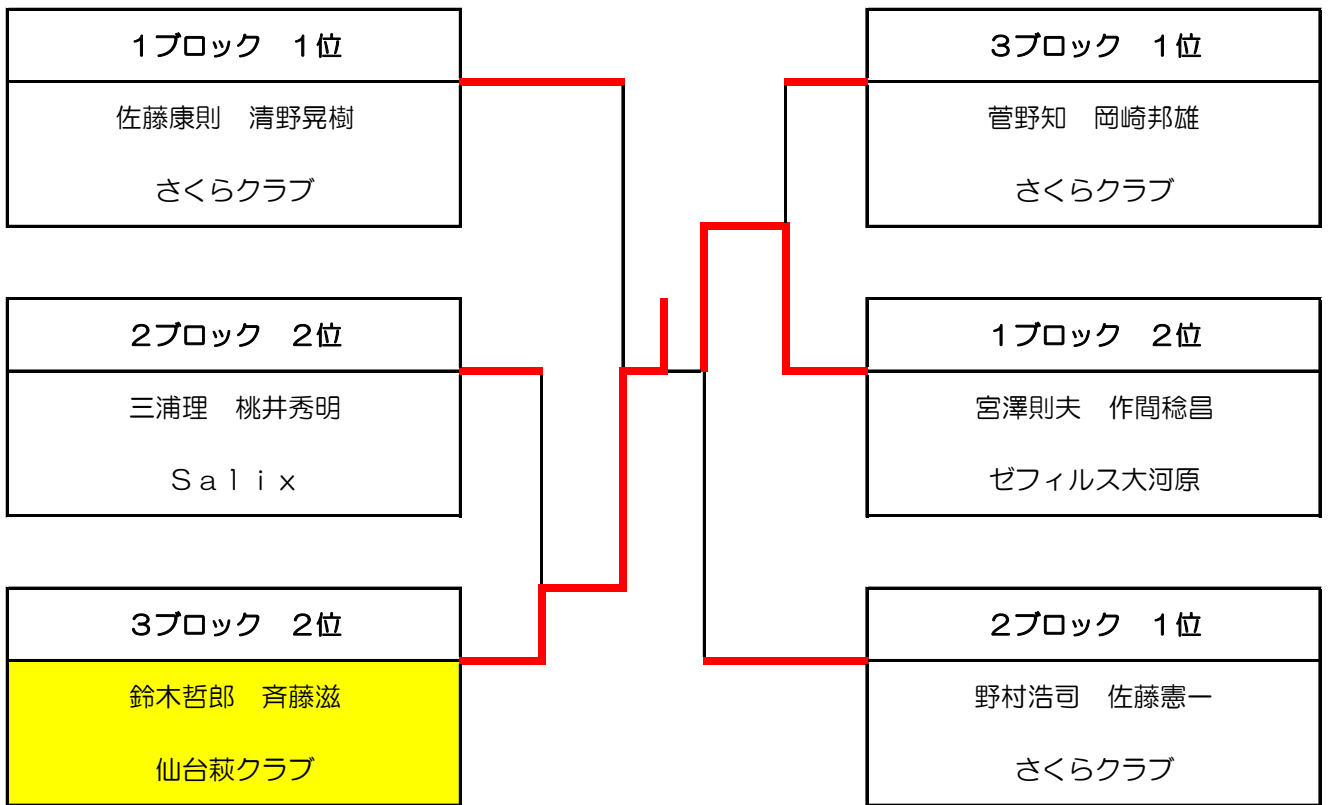 1ブロック　1位
佐藤康則　清野晃樹
さくらクラブ
2ブロック　2位
三浦理　桃井秀明
Ｓａｌｉｘ
3ブロック　2位
鈴木哲郎　斉藤滋
仙台萩クラブ
3ブロック　1位
菅野知　岡崎邦雄
さくらクラブ
1ブロック　2位
宮澤則夫　作間稔昌
ゼフィルス大河原
2ブロック　1位
野村浩司　佐藤憲一
さくらクラブ